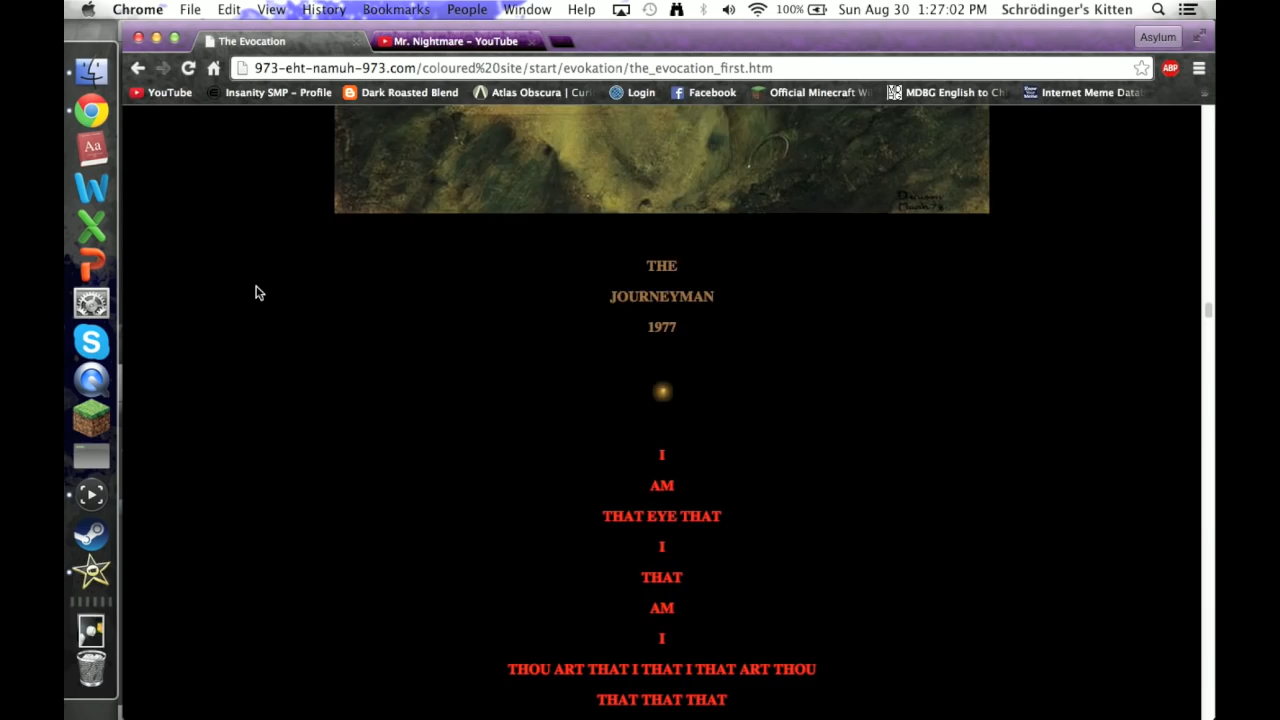 Chrome File Edit View History Bookmarks People Window Help 100% Sun Aug 30 1:27:02 PM Schrödinger's Kitten
The Evocation Mr. Nightmare – YouTube Asylum
973-eht-namuh-973.com/coloured%20site/start/evokation/the_evocation_first.htm ABP
YouTube Insanity SMP – Profile Dark Roasted Blend Atlas Obscura | Cur Login Facebook Official Minecraft Wi MDBG English to Ch Internet Meme Data
THE
JOURNEYMAN
1977
I
AM
THAT EYE THAT
I
THAT
AM
I
THOU ART THAT I THAT I THAT ART THOU
THAT THAT THAT